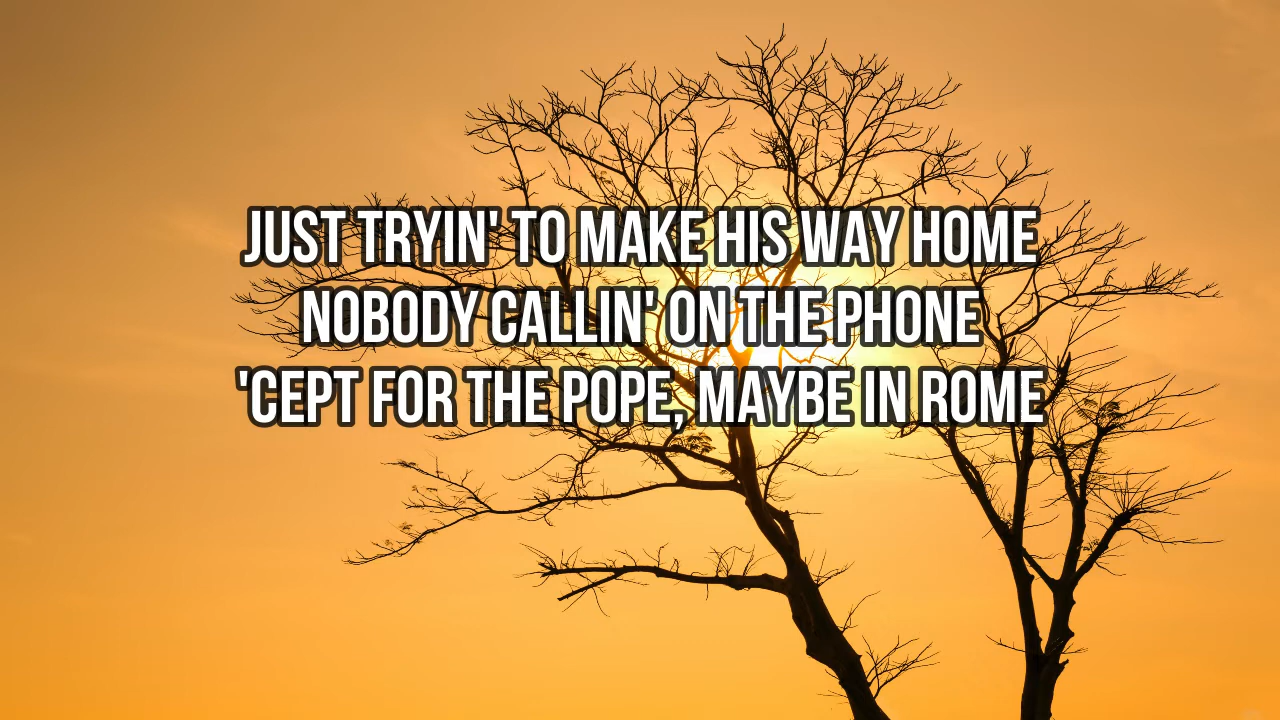 JUST TRYIN' TO MAKE HIS WAY HOME
NOBODY CALLIN' ON THE PHONE
'CEPT FOR THE POPE, MAYBE IN ROME